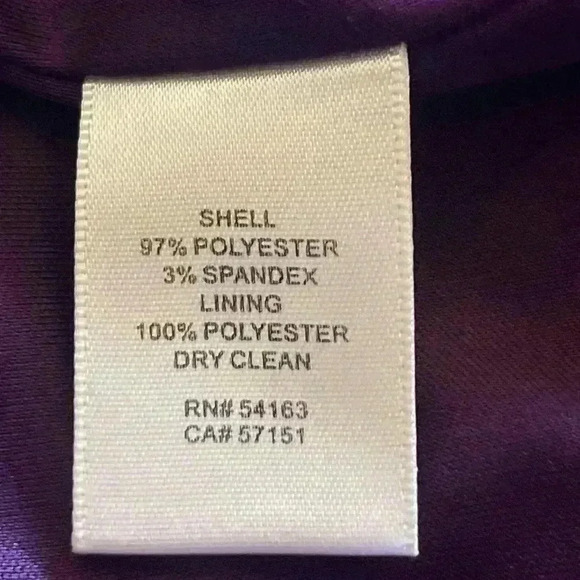 SHELL
97% POLYESTER
3% SPANDEX
LINING
100% POLYESTER
DRY CLEAN
RN# 54163
CA# 57151